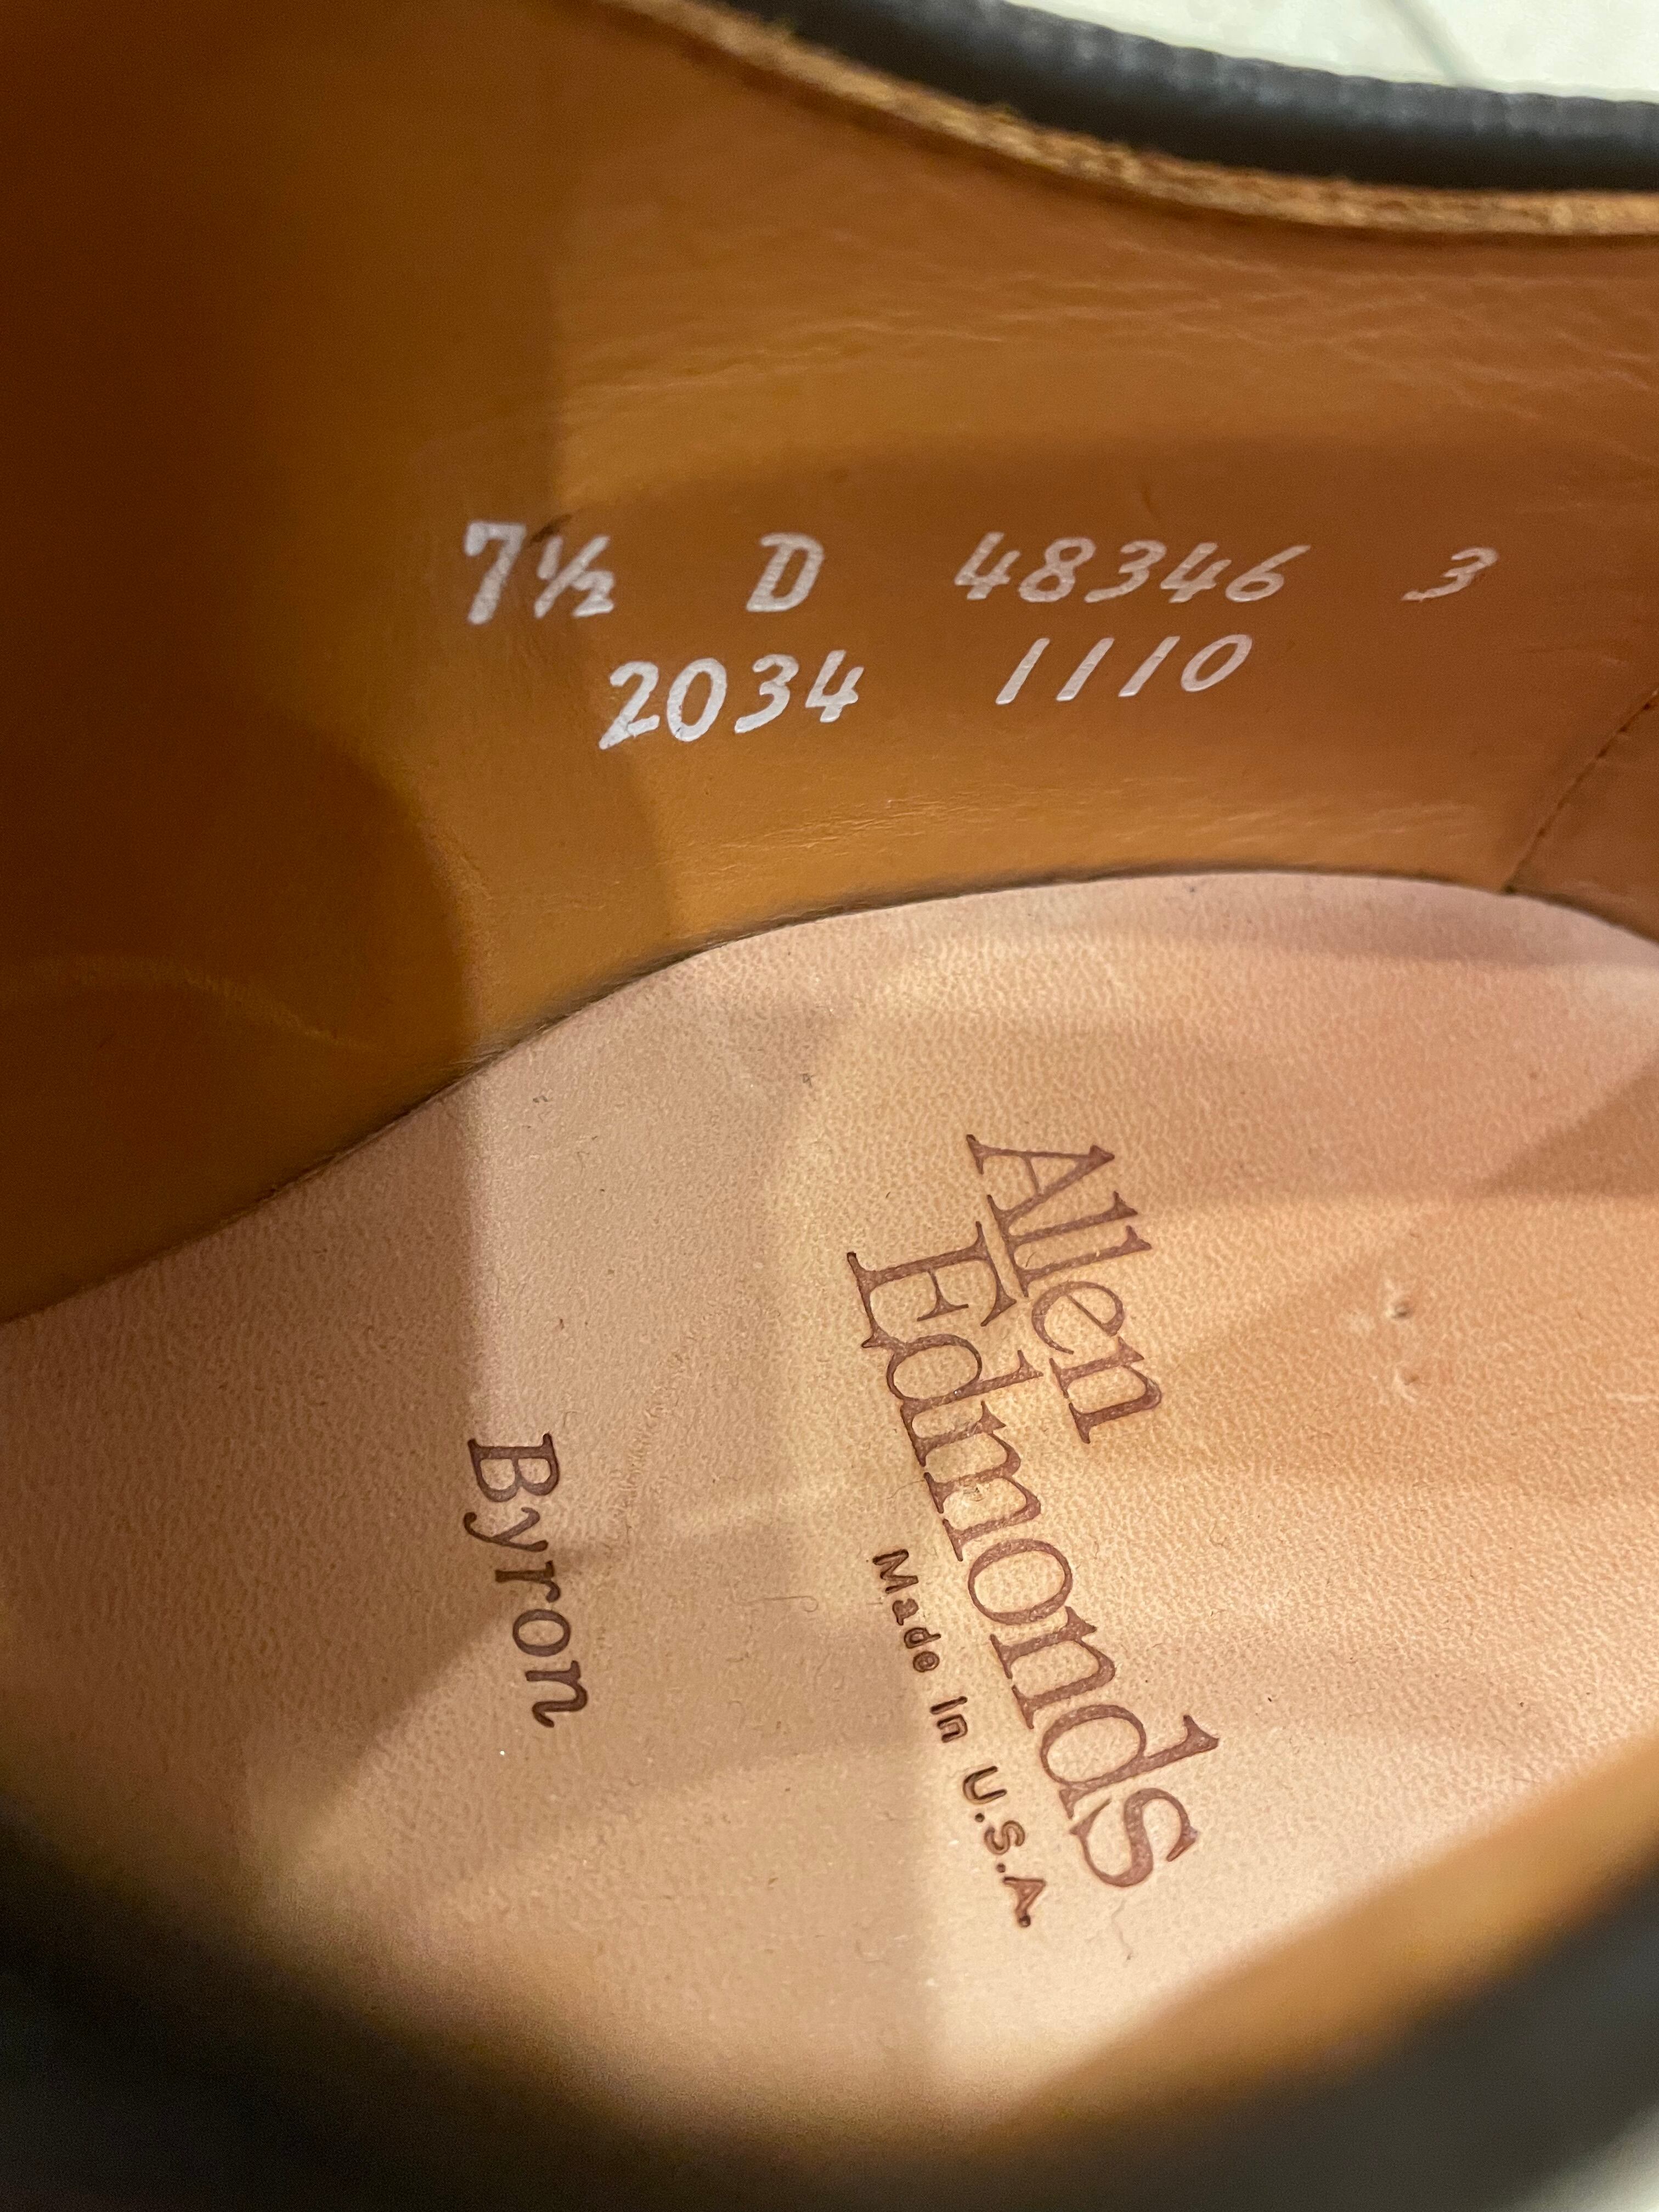 7½ D 48346 3
2034 1110
Allen
Edmonds
Made In U.S.A.
Byron